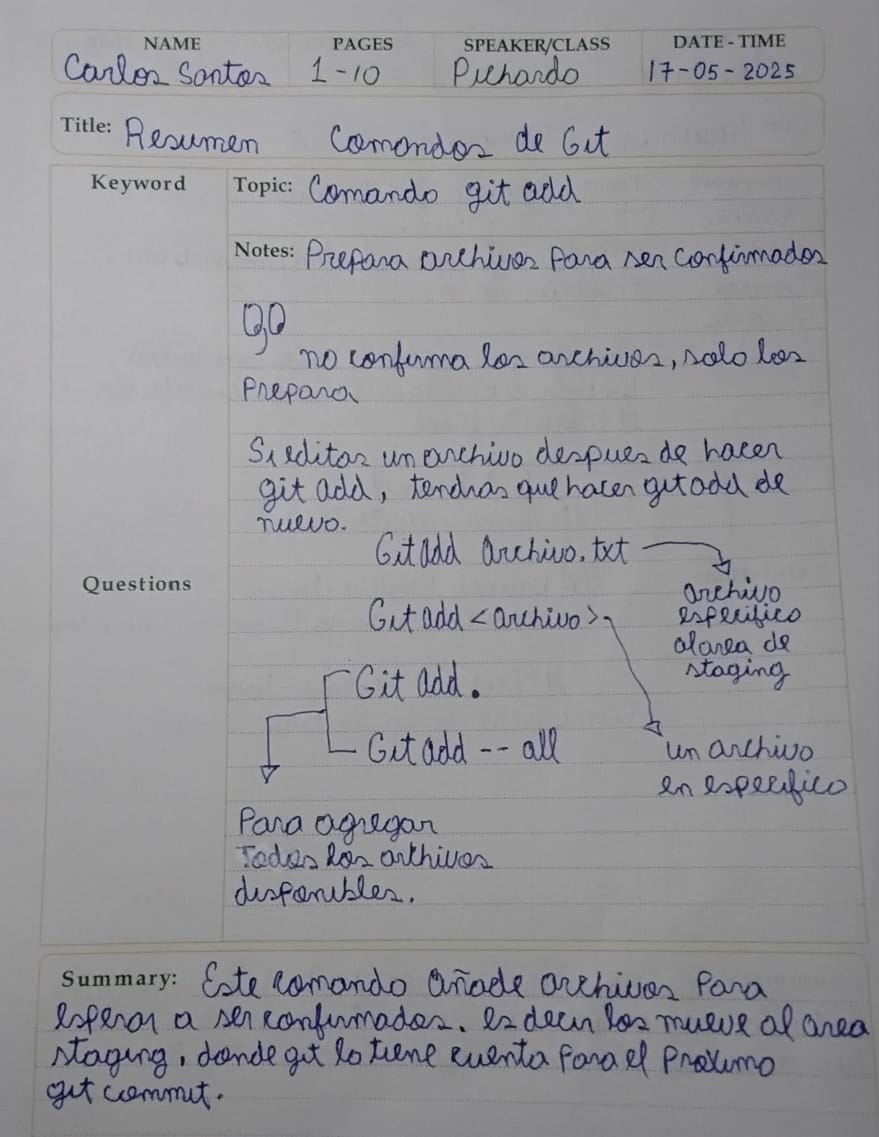 NAME PAGES SPEAKER/CLASS DATE - TIME
Carlos Santos 1-10 Pichardo 17-05-2025
Title: Resumen Comandos de Git
Keyword
Topic: Comando git add
Notes: Prepara archivos para ser confirmados
no confirma los archivos, solo los
Prepara
Si editas un archivo despues de hacer
git add, tendras que hacer git add de
nuevo.
Git add archivo.txt
archivo
especifico
al area de
staging
Questions
Git add <archivo>
un archivo
en especifico
Git add .
Git add -- all
Para agregar
Todos los archivos
disponibles.
Summary: Este comando añade archivos para
esperar a ser confirmados. es decir los mueve al area
staging, donde git lo tiene cuenta para el proximo
git commit.